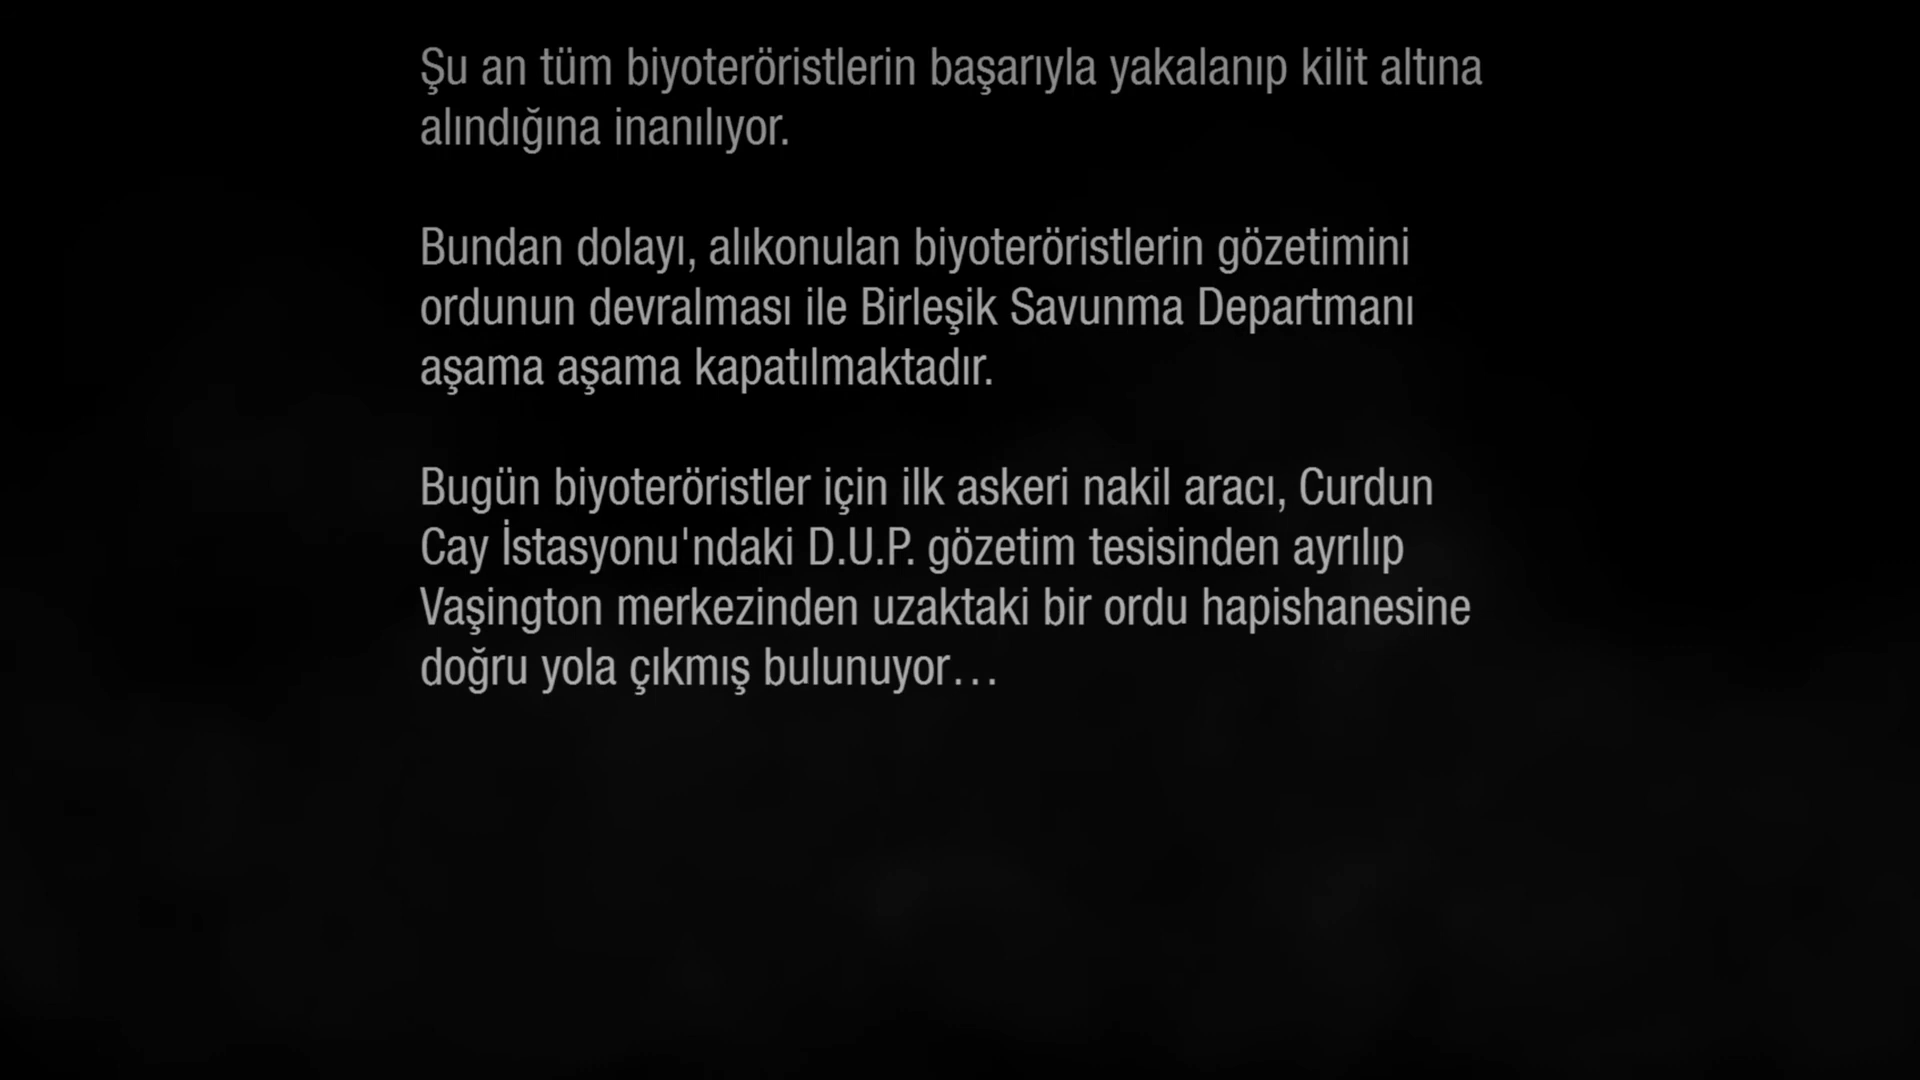 Şu an tüm biyoteröristlerin başarıyla yakalanıp kilit altına
alındığına inanılıyor.
Bundan dolayı, alıkonulan biyoteröristlerin gözetimini
ordunun devralması ile Birleşik Savunma Departmanı
aşama aşama kapatılmaktadır.
Bugün biyoteröristler için ilk askeri nakil aracı, Curdun
Cay İstasyonu'ndaki D.U.P. gözetim tesisinden ayrılıp
Vaşington merkezinden uzaktaki bir ordu hapishanesine
doğru yola çıkmış bulunuyor…